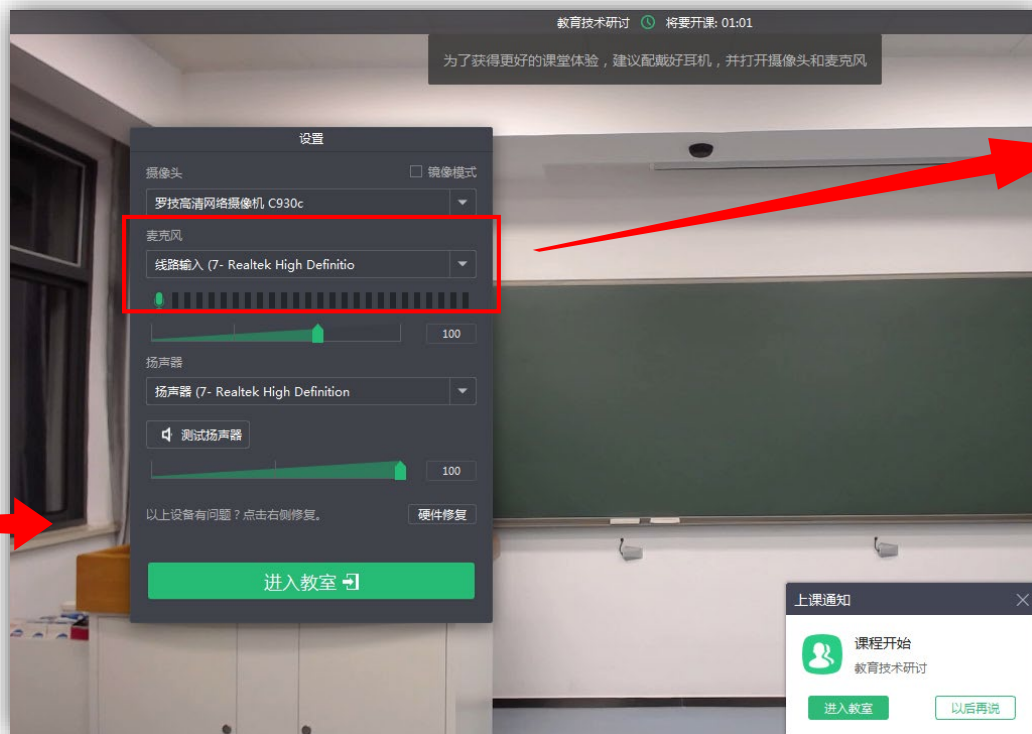 教育技术研讨 将要开课: 01:01
为了获得更好的课堂体验，建议配戴好耳机，并打开摄像头和麦克风
设置
摄像头 镜像模式
罗技高清网络摄像机 C930c
麦克风
线路输入 (7- Realtek High Definitio
100
扬声器
扬声器 (7- Realtek High Definition
测试扬声器
100
以上设备有问题？点击右侧修复。 硬件修复
进入教室
上课通知
课程开始
教育技术研讨
进入教室 以后再说